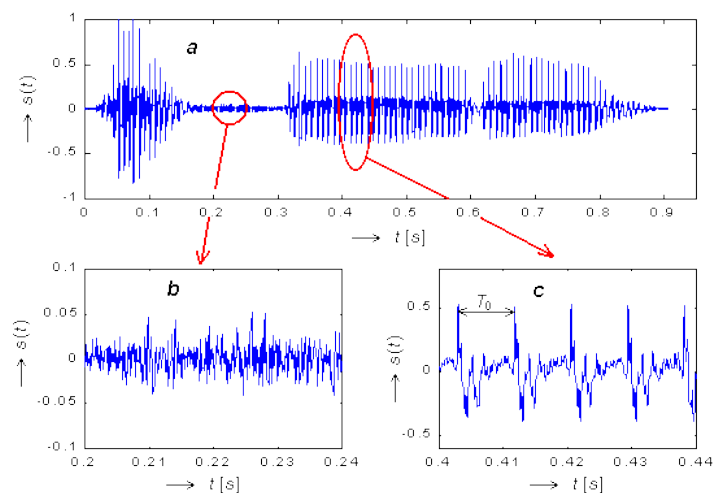 1
a
0.5
0
-0.5
-1
→ s(t)
0 0.1 0.2 0.3 0.4 0.5 0.6 0.7 0.8 0.9
→ t [s]
0.1
b
0.05
0
-0.05
-0.1
→ s(t)
0.2 0.21 0.22 0.23 0.24
→ t [s]
c
0.5
T0
0
-0.5
→ s(t)
0.4 0.41 0.42 0.43 0.44
→ t [s]